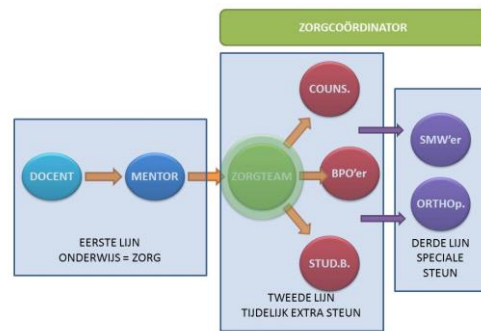 ZORGCOÖRDINATOR
COUNS.
DOCENT
MENTOR
ZORGTEAM
BPO'er
SMW'er
ORTHOp.
STUD.B.
EERSTE LIJN
ONDERWIJS = ZORG
TWEEDE LIJN
TIJDELIJK EXTRA STEUN
DERDE LIJN
SPECIALE
STEUN